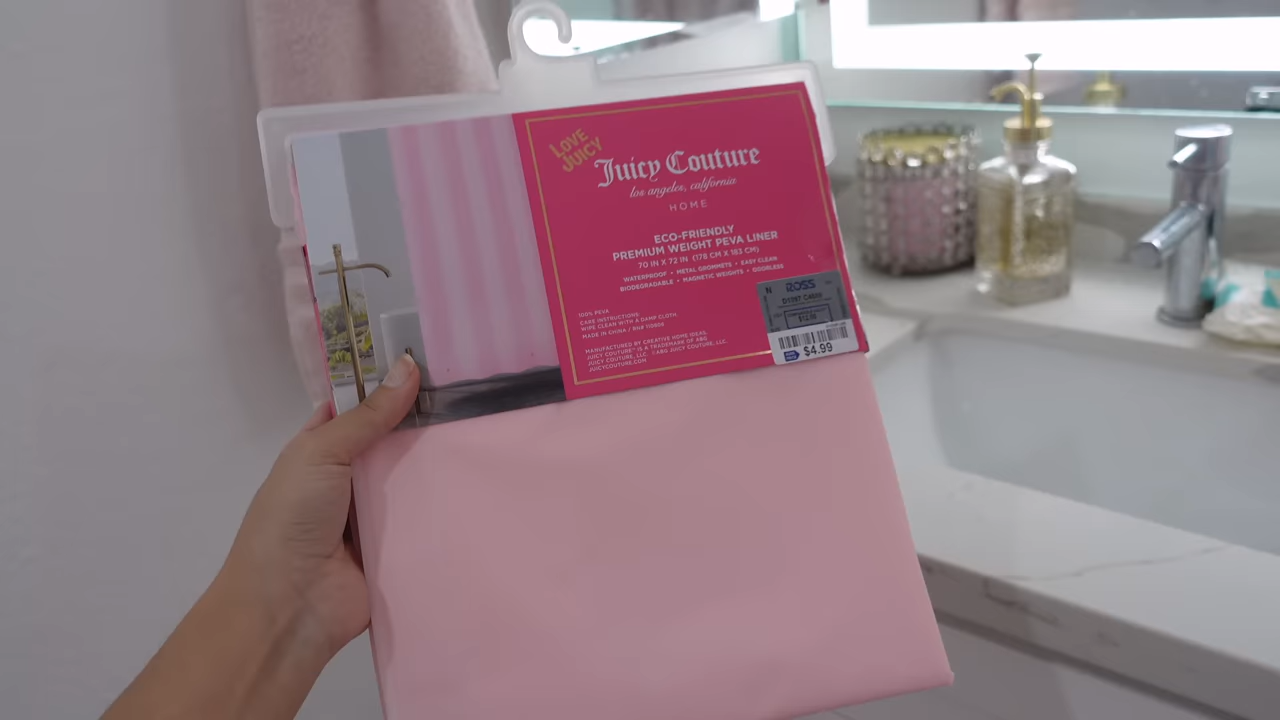 LOVE
JUICY
Juicy Couture
los angeles, california
HOME
ECO-FRIENDLY
PREMIUM WEIGHT PEVA LINER
70 IN X 72 IN (178 CM X 183 CM)
WATERPROOF • METAL GROMMETS • EASY CLEAN
BIODEGRADABLE • MAGNETIC WEIGHTS • ODORLESS
100% PEVA
CARE INSTRUCTIONS:
WIPE CLEAN WITH A DAMP CLOTH.
MADE IN CHINA / RN#
MANUFACTURED BY CREATIVE HOME IDEAS.
JUICY COUTURE™ IS A TRADEMARK OF ABG
JUICY COUTURE, LLC. ©ABG JUICY COUTURE, LLC.
JUICYCOUTURE.COM
N
ROSS
$4.99